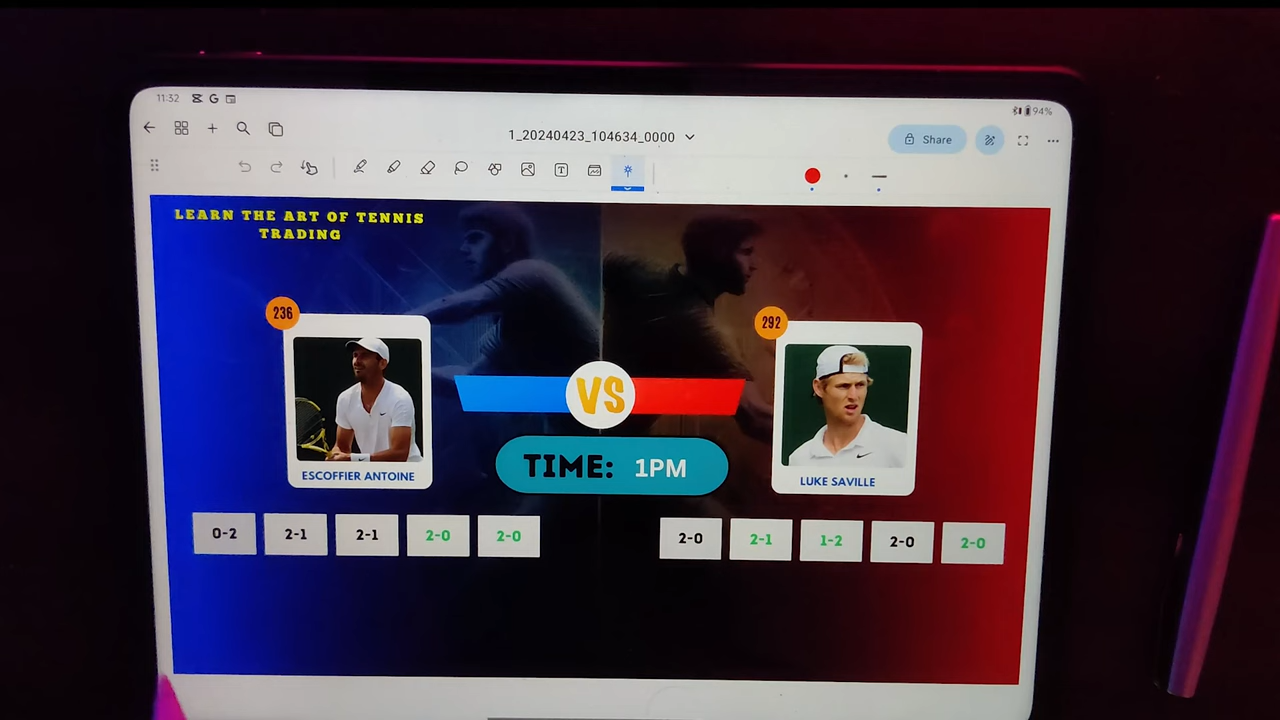 11:32
94%
1_20240423_104634_0000
Share
LEARN THE ART OF TENNIS
TRADING
236
292
VS
TIME: 1PM
ESCOFFIER ANTOINE
LUKE SAVILLE
0-2 2-1 2-1 2-0 2-0
2-0 2-1 1-2 2-0 2-0